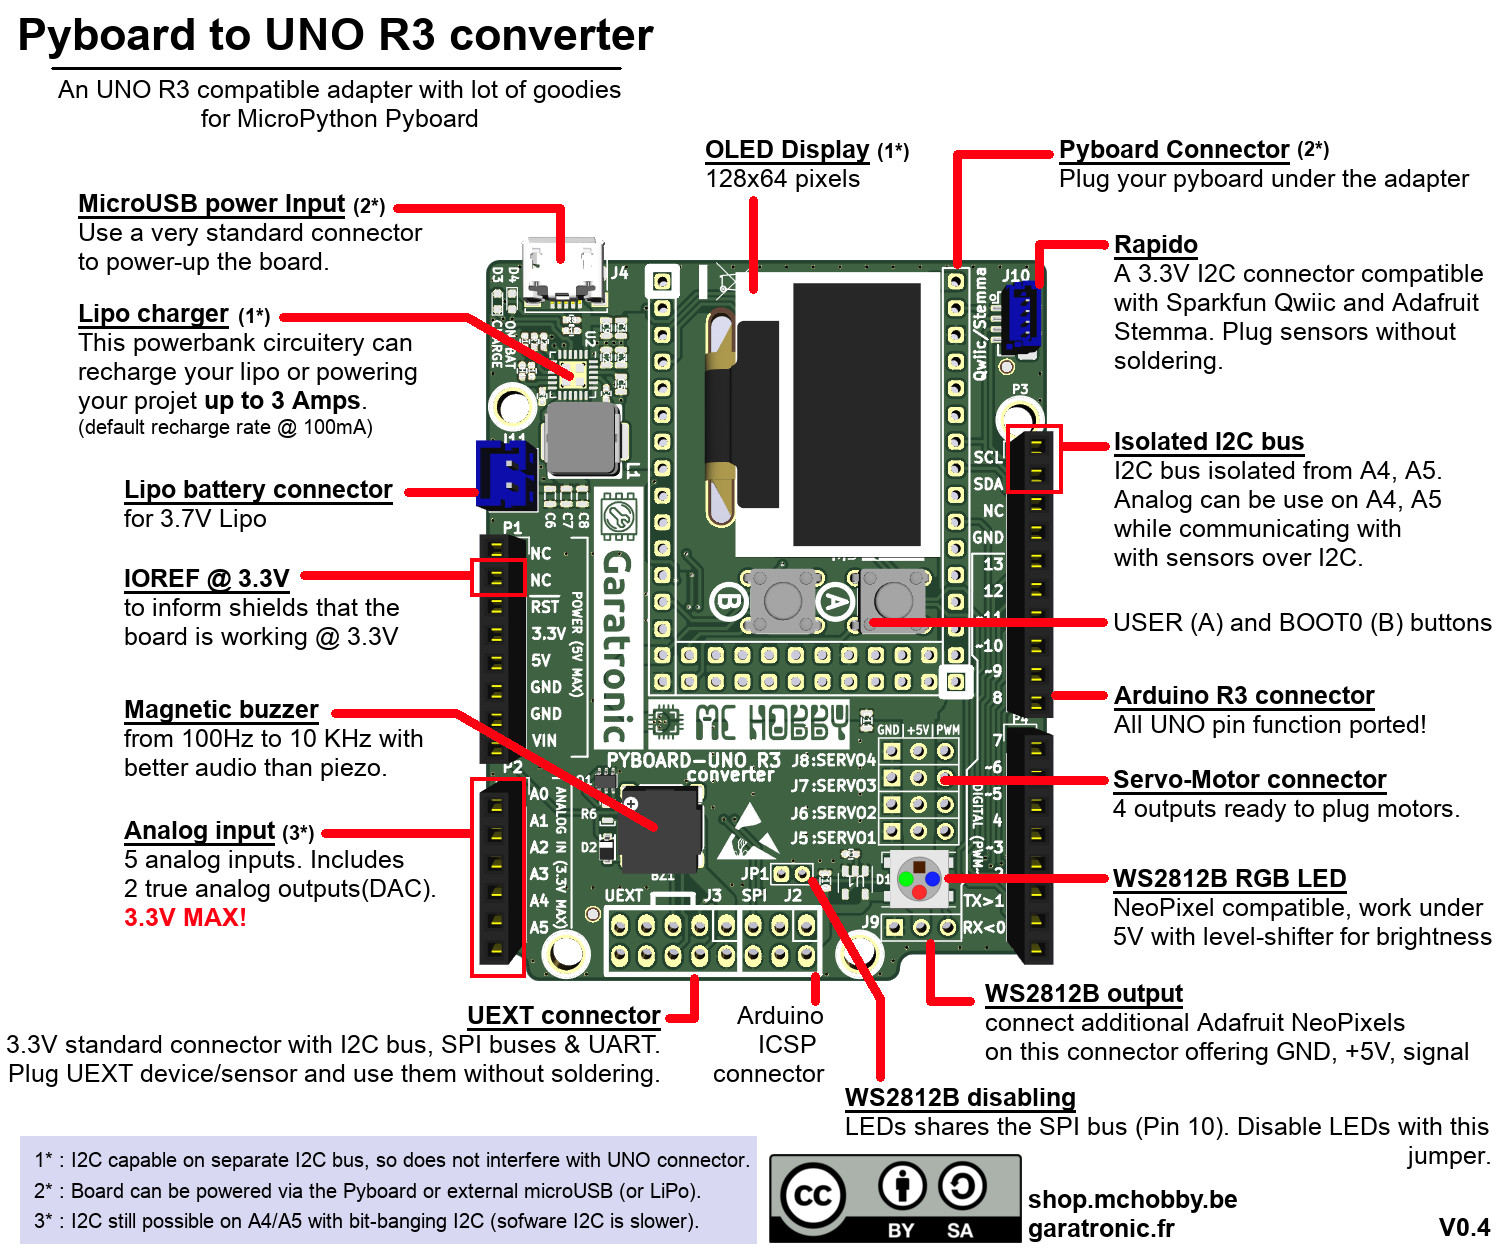 Pyboard to UNO R3 converter
An UNO R3 compatible adapter with lot of goodies
for MicroPython Pyboard
OLED Display (1*)
128x64 pixels
Pyboard Connector (2*)
Plug your pyboard under the adapter
MicroUSB power Input (2*)
Use a very standard connector
to power-up the board.
Rapido
A 3.3V I2C connector compatible
with Sparkfun Qwiic and Adafruit
Stemma. Plug sensors without
soldering.
Lipo charger (1*)
This powerbank circuitery can
recharge your lipo or powering
your projet up to 3 Amps.
(default recharge rate @ 100mA)
Isolated I2C bus
I2C bus isolated from A4, A5.
Analog can be use on A4, A5
while communicating with
with sensors over I2C.
Lipo battery connector
for 3.7V Lipo
IOREF @ 3.3V
to inform shields that the
board is working @ 3.3V
USER (A) and BOOT0 (B) buttons
Arduino R3 connector
All UNO pin function ported!
Magnetic buzzer
from 100Hz to 10 KHz with
better audio than piezo.
Servo-Motor connector
4 outputs ready to plug motors.
Analog input (3*)
5 analog inputs. Includes
2 true analog outputs(DAC).
3.3V MAX!
WS2812B RGB LED
NeoPixel compatible, work under
5V with level-shifter for brightness
WS2812B output
connect additional Adafruit NeoPixels
on this connector offering GND, +5V, signal
UEXT connector
3.3V standard connector with I2C bus, SPI buses & UART.
Plug UEXT device/sensor and use them without soldering.
Arduino
ICSP
connector
WS2812B disabling
LEDs shares the SPI bus (Pin 10). Disable LEDs with this
jumper.
J4
D3
D4
CHARGE
ON BAT
J10
Qwiic/Stemma
P3
SCL
SDA
NC
GND
13
12
~10
~9
8
P4
7
~6
~5
4
~3
TX>1
RX<0
DIGITAL (PWM~)
L1
C6
C7
C8
P1
NC
NC
RST
3.3V
5V
GND
GND
VIN
POWER (5V MAX)
P2
A0
A1
A2
A3
A4
A5
ANALOG IN (3.3V MAX)
Garatronic
B
A
MC HOBBY
PYBOARD-UNO R3
converter
GND|+5V|PWM
J8:SERVO4
J7:SERVO3
J6:SERVO2
J5:SERVO1
R6
D2
BZ1
JP1
UEXT
J3
SPI
J2
J9
1* : I2C capable on separate I2C bus, so does not interfere with UNO connector.
2* : Board can be powered via the Pyboard or external microUSB (or LiPo).
3* : I2C still possible on A4/A5 with bit-banging I2C (sofware I2C is slower).
CC
BY
SA
shop.mchobby.be
garatronic.fr
V0.4